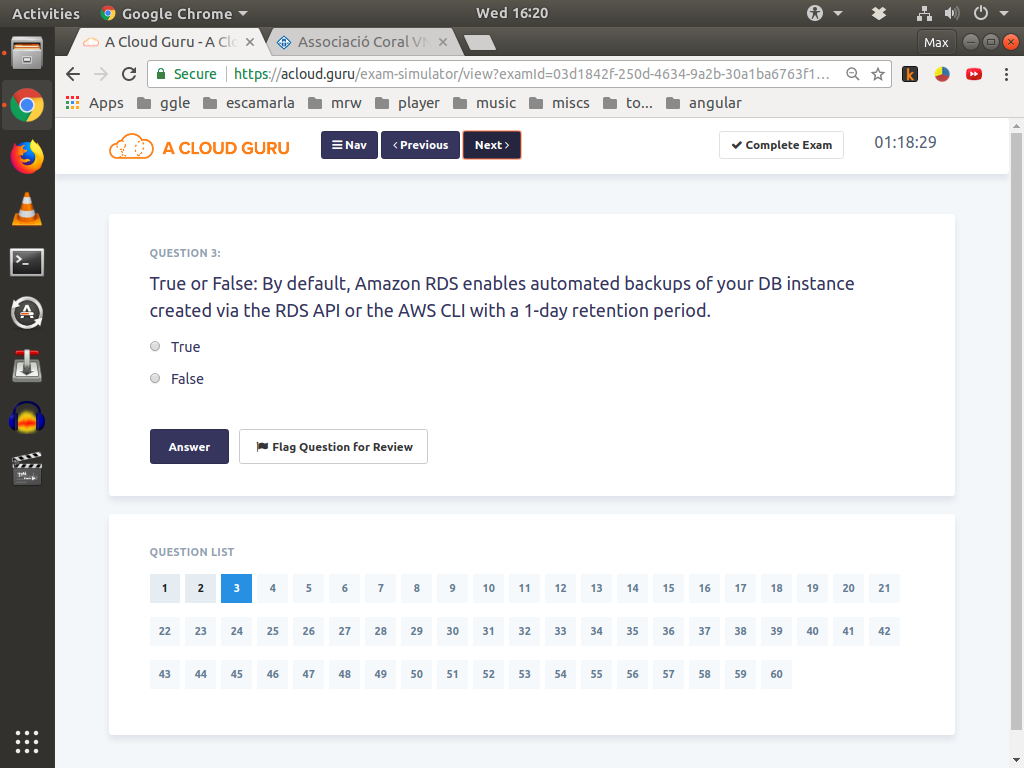 Activities Google Chrome Wed 16:20
A Cloud Guru - A Clo Associació Coral VN Max
Secure https://acloud.guru/exam-simulator/view?examId=03d1842f-250d-4634-9a2b-30a1ba6763f1...
Apps ggle escamarla mrw player music miscs to... angular
A CLOUD GURU Nav Previous Next Complete Exam 01:18:29
QUESTION 3:
True or False: By default, Amazon RDS enables automated backups of your DB instance
created via the RDS API or the AWS CLI with a 1-day retention period.
True
False
Answer Flag Question for Review
QUESTION LIST
1 2 3 4 5 6 7 8 9 10 11 12 13 14 15 16 17 18 19 20 21
22 23 24 25 26 27 28 29 30 31 32 33 34 35 36 37 38 39 40 41 42
43 44 45 46 47 48 49 50 51 52 53 54 55 56 57 58 59 60